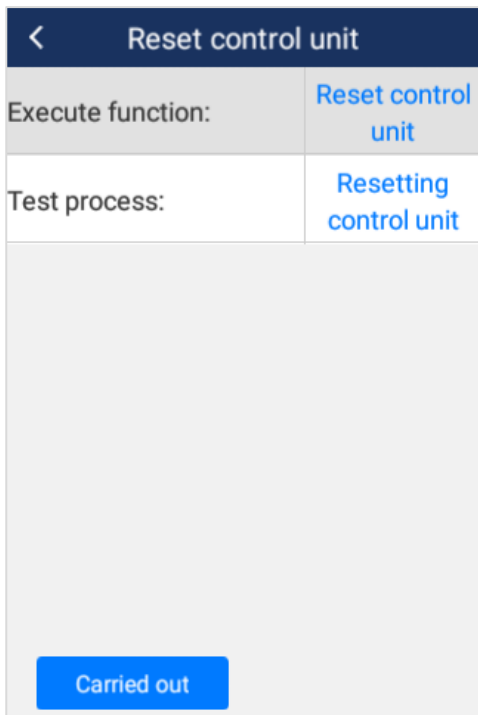 Reset control unit
Execute function:
Reset control
unit
Test process:
Resetting
control unit
Carried out